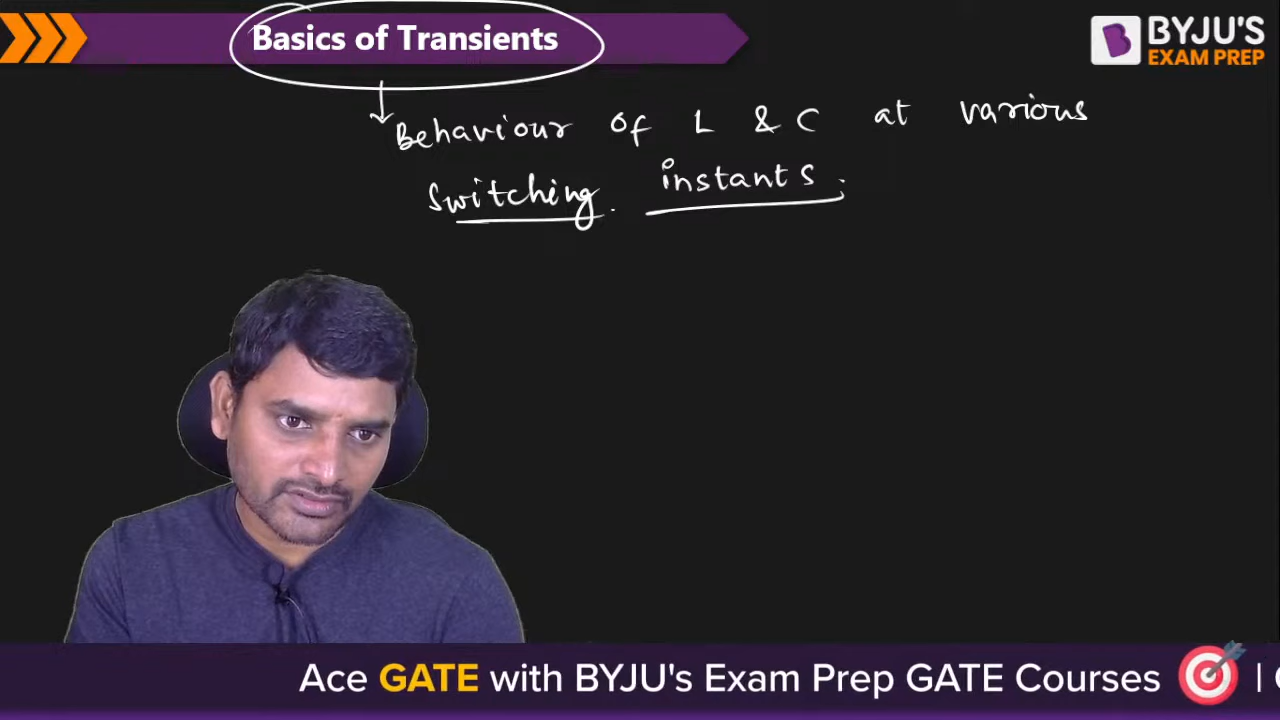 Basics of Transients
BYJU'S
EXAM PREP
Behaviour of L & C at various
switching instants.
Ace GATE with BYJU's Exam Prep GATE Courses |